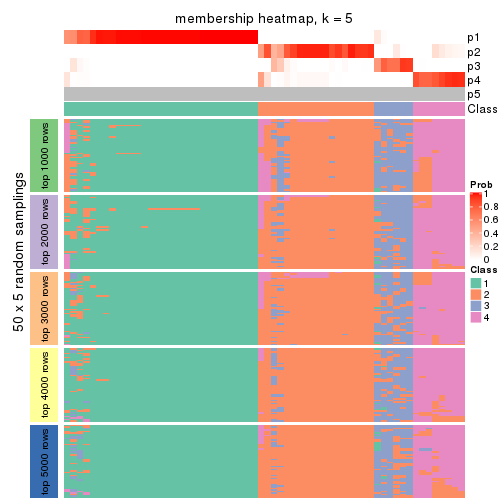 membership heatmap, k = 5
p1
p2
p3
p4
p5
Class
50 x 5 random samplings
top 1000 rows
top 2000 rows
top 3000 rows
top 4000 rows
top 5000 rows
Prob
1
0.8
0.6
0.4
0.2
0
Class
1
2
3
4